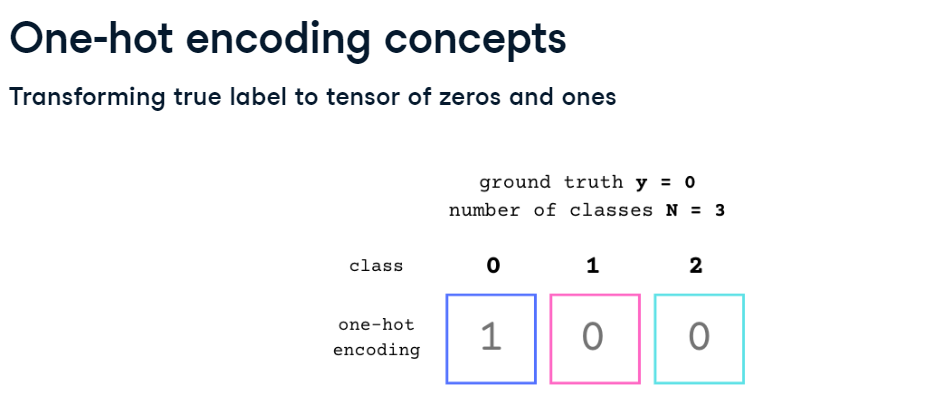 One-hot encoding concepts
Transforming true label to tensor of zeros and ones
ground truth y = 0
number of classes N = 3
class 0 1 2
one-hot
encoding
1 0 0